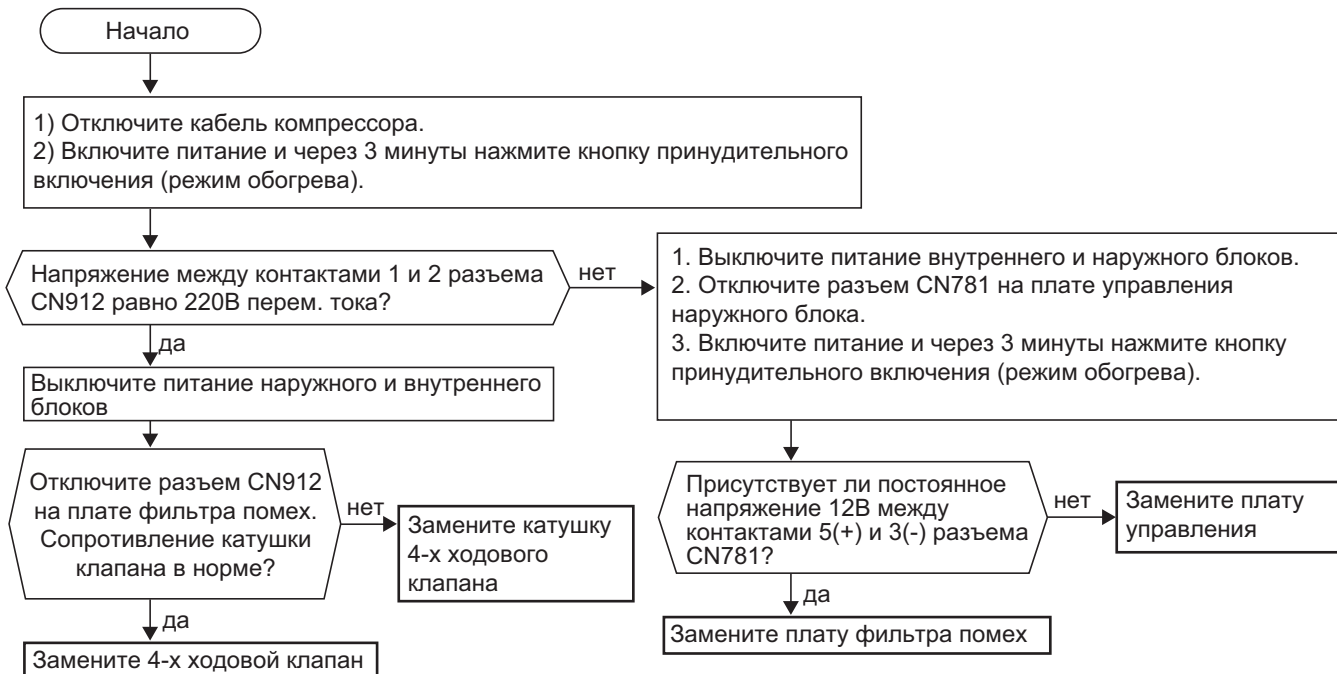 Начало
1) Отключите кабель компрессора.
2) Включите питание и через 3 минуты нажмите кнопку принудительного
включения (режим обогрева).
Напряжение между контактами 1 и 2 разъема
CN912 равно 220В перем. тока?
нет
да
Выключите питание наружного и внутреннего
блоков
Отключите разъем CN912
на плате фильтра помех.
Сопротивление катушки
клапана в норме?
нет
Замените катушку
4-х ходового
клапана
да
Замените 4-х ходовой клапан
1. Выключите питание внутреннего и наружного блоков.
2. Отключите разъем CN781 на плате управления
наружного блока.
3. Включите питание и через 3 минуты нажмите кнопку
принудительного включения (режим обогрева).
Присутствует ли постоянное
напряжение 12В между
контактами 5(+) и 3(-) разъема
CN781?
нет
Замените плату
управления
да
Замените плату фильтра помех